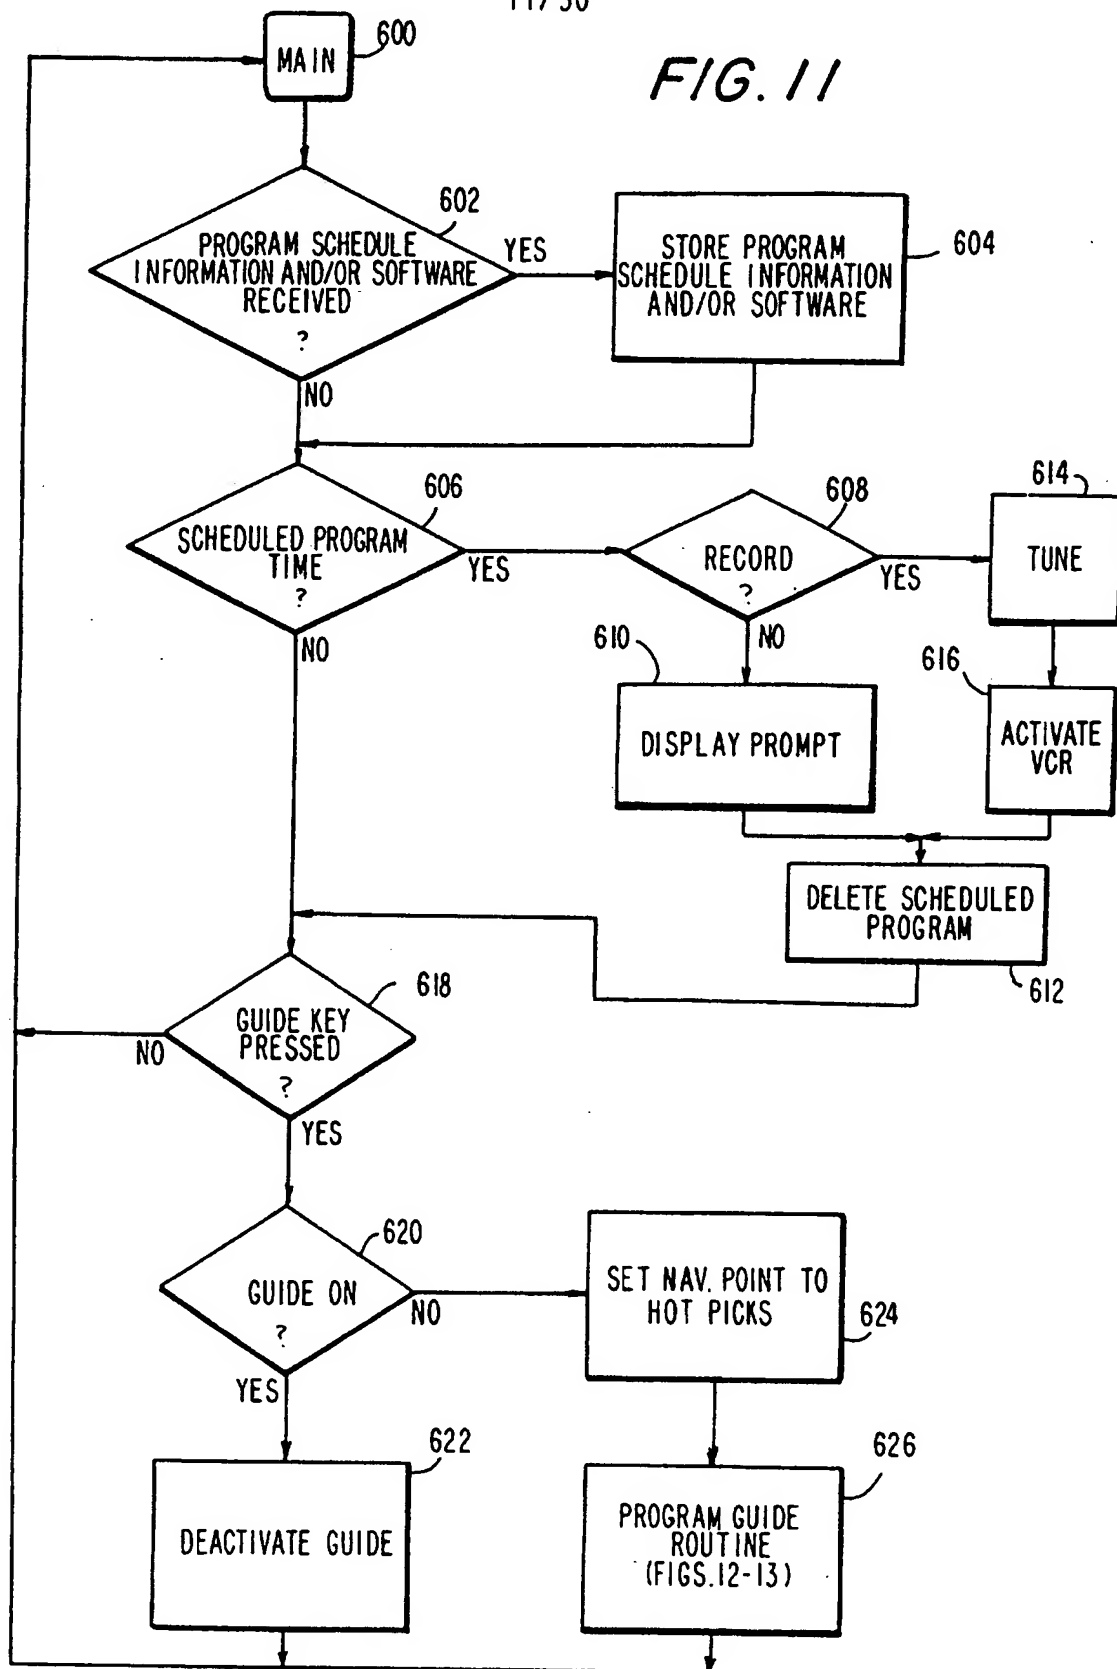 MAIN
600
FIG. 11
602
PROGRAM SCHEDULE
INFORMATION AND/OR SOFTWARE
RECEIVED
?
YES
NO
STORE PROGRAM
SCHEDULE INFORMATION
AND/OR SOFTWARE
604
606
SCHEDULED PROGRAM
TIME
?
YES
NO
608
RECORD
?
YES
NO
614
TUNE
610
DISPLAY PROMPT
616
ACTIVATE
VCR
DELETE SCHEDULED
PROGRAM
612
618
GUIDE KEY
PRESSED
?
NO
YES
620
GUIDE ON
?
NO
YES
SET NAV. POINT TO
HOT PICKS
624
622
DEACTIVATE GUIDE
626
PROGRAM GUIDE
ROUTINE
(FIGS.12-13)